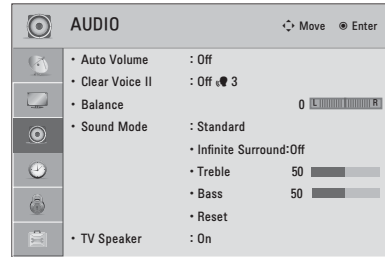 AUDIO Move Enter
• Auto Volume : Off
• Clear Voice II : Off 3
• Balance 0 L R
• Sound Mode : Standard
• Infinite Surround:Off
• Treble 50
• Bass 50
• Reset
• TV Speaker : On